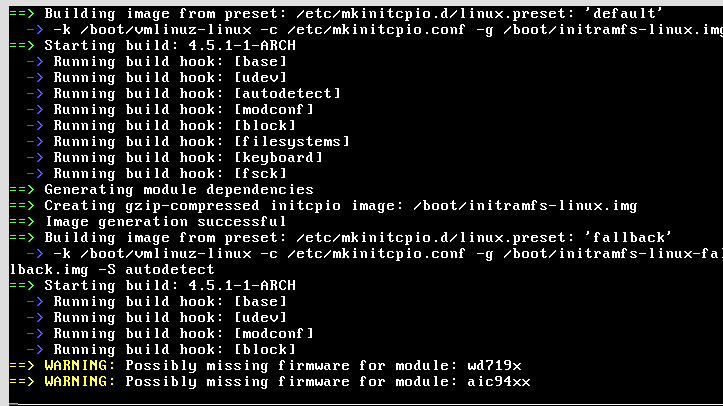 ==> Building image from preset: /etc/mkinitcpio.d/linux.preset: 'default'
-> -k /boot/vmlinuz-linux -c /etc/mkinitcpio.conf -g /boot/initramfs-linux.img
==> Starting build: 4.5.1-1-ARCH
-> Running build hook: [base]
-> Running build hook: [udev]
-> Running build hook: [autodetect]
-> Running build hook: [modconf]
-> Running build hook: [block]
-> Running build hook: [filesystems]
-> Running build hook: [keyboard]
-> Running build hook: [fsck]
==> Generating module dependencies
==> Creating gzip-compressed initcpio image: /boot/initramfs-linux.img
==> Image generation successful
==> Building image from preset: /etc/mkinitcpio.d/linux.preset: 'fallback'
-> -k /boot/vmlinuz-linux -c /etc/mkinitcpio.conf -g /boot/initramfs-linux-fal
lback.img -S autodetect
==> Starting build: 4.5.1-1-ARCH
-> Running build hook: [base]
-> Running build hook: [udev]
-> Running build hook: [modconf]
-> Running build hook: [block]
==> WARNING: Possibly missing firmware for module: wd719x
==> WARNING: Possibly missing firmware for module: aic94xx